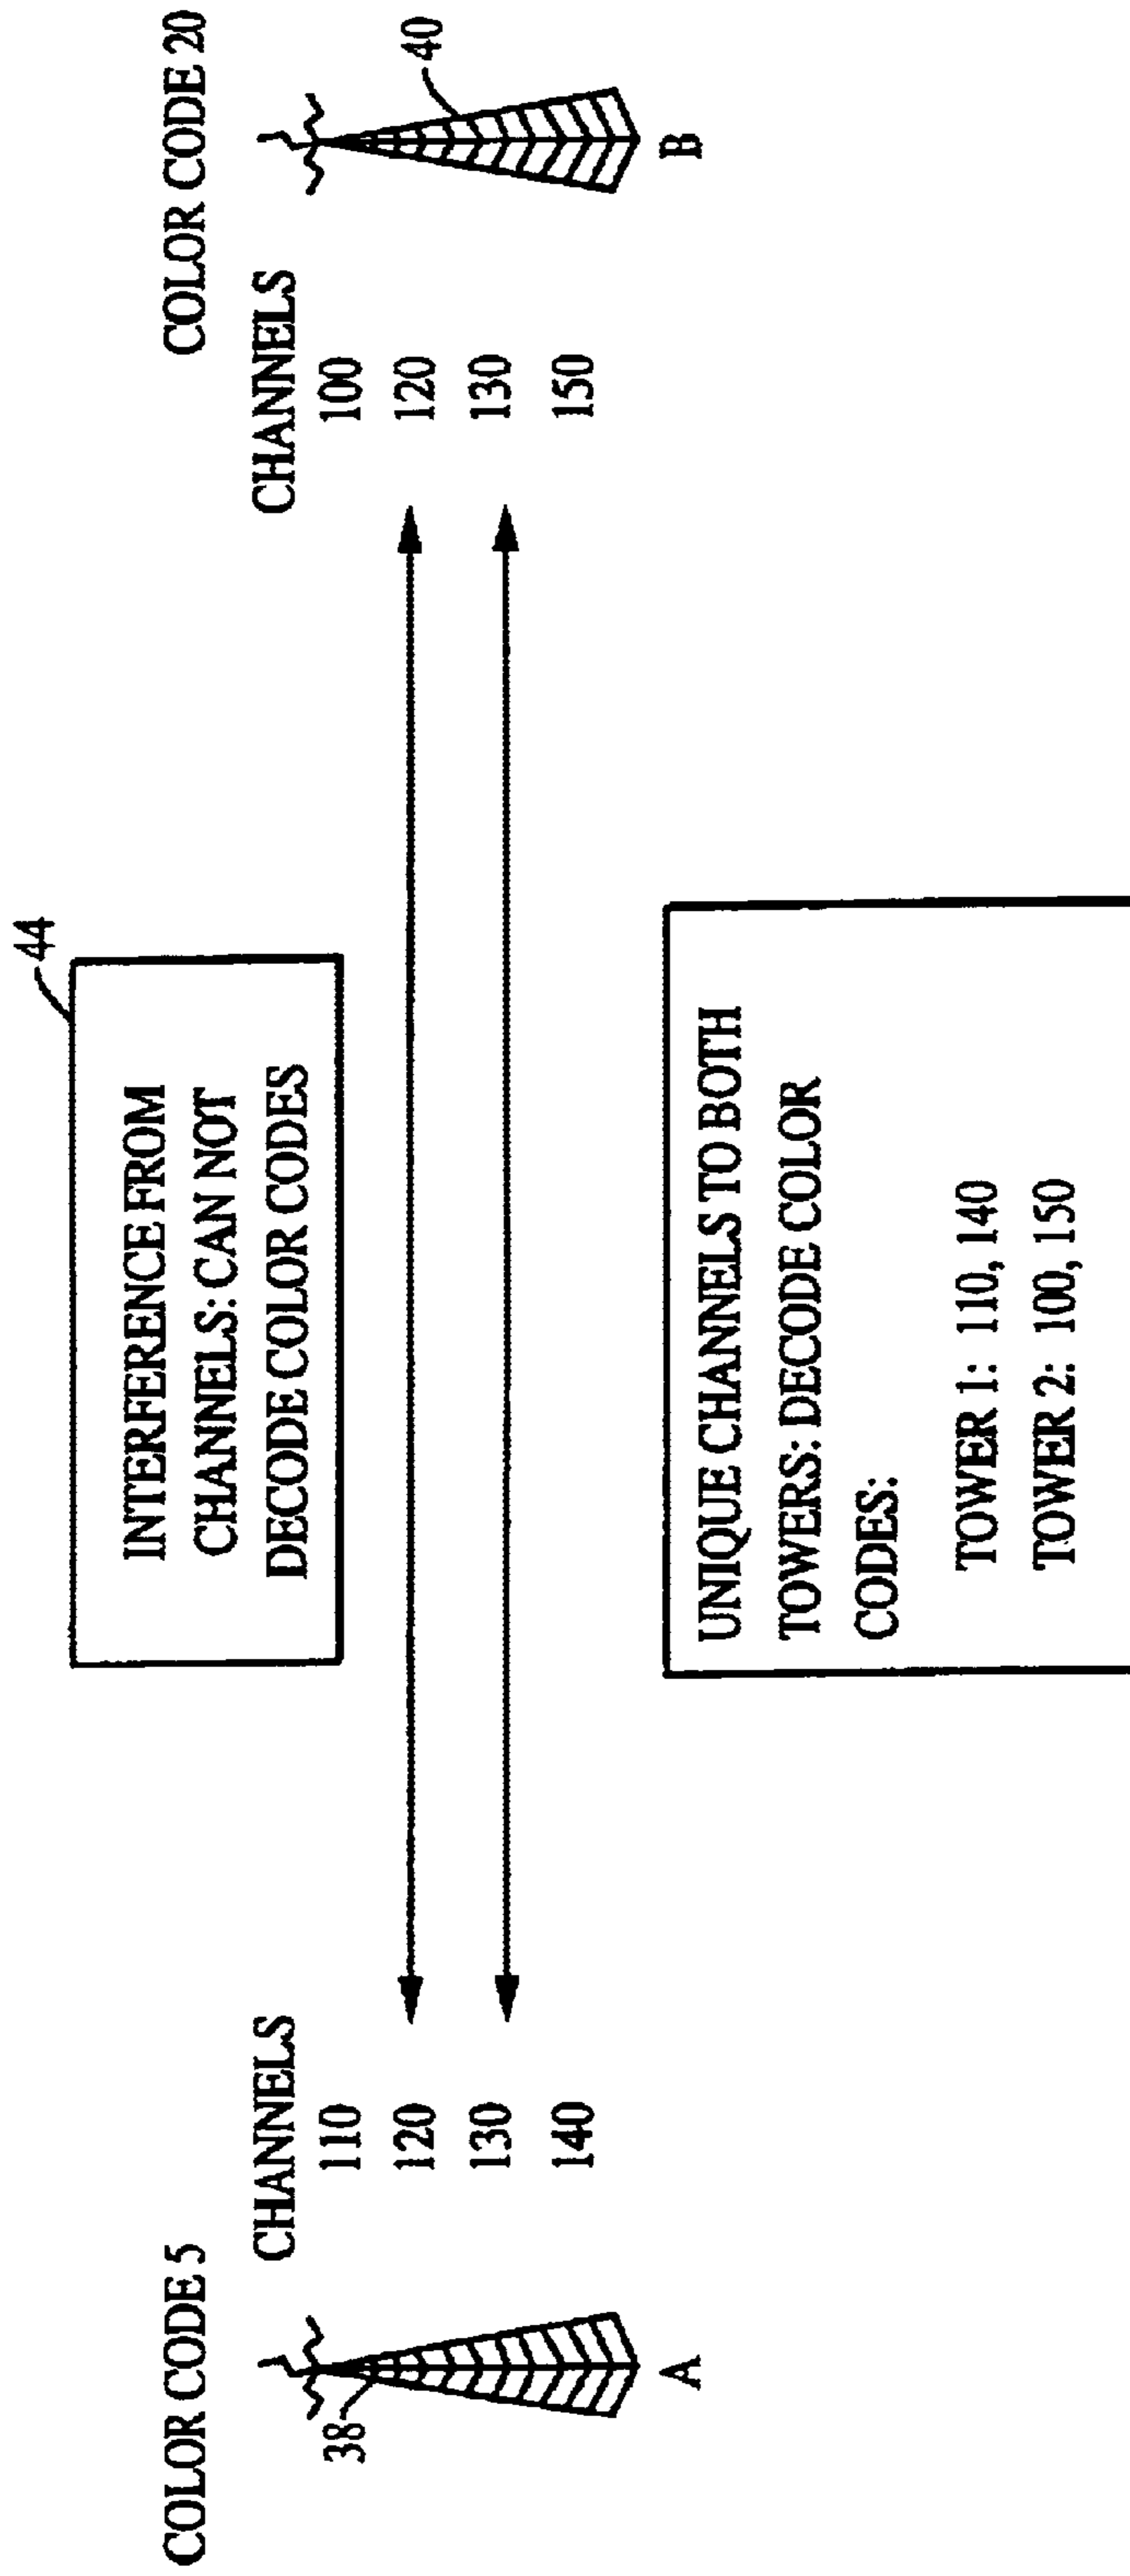 COLOR CODE 5
38
A
CHANNELS
110
120
130
140
44
INTERFERENCE FROM
CHANNELS: CAN NOT
DECODE COLOR CODES
UNIQUE CHANNELS TO BOTH
TOWERS: DECODE COLOR
CODES:
TOWER 1: 110, 140
TOWER 2: 100, 150
COLOR CODE 20
CHANNELS
100
120
130
150
40
B